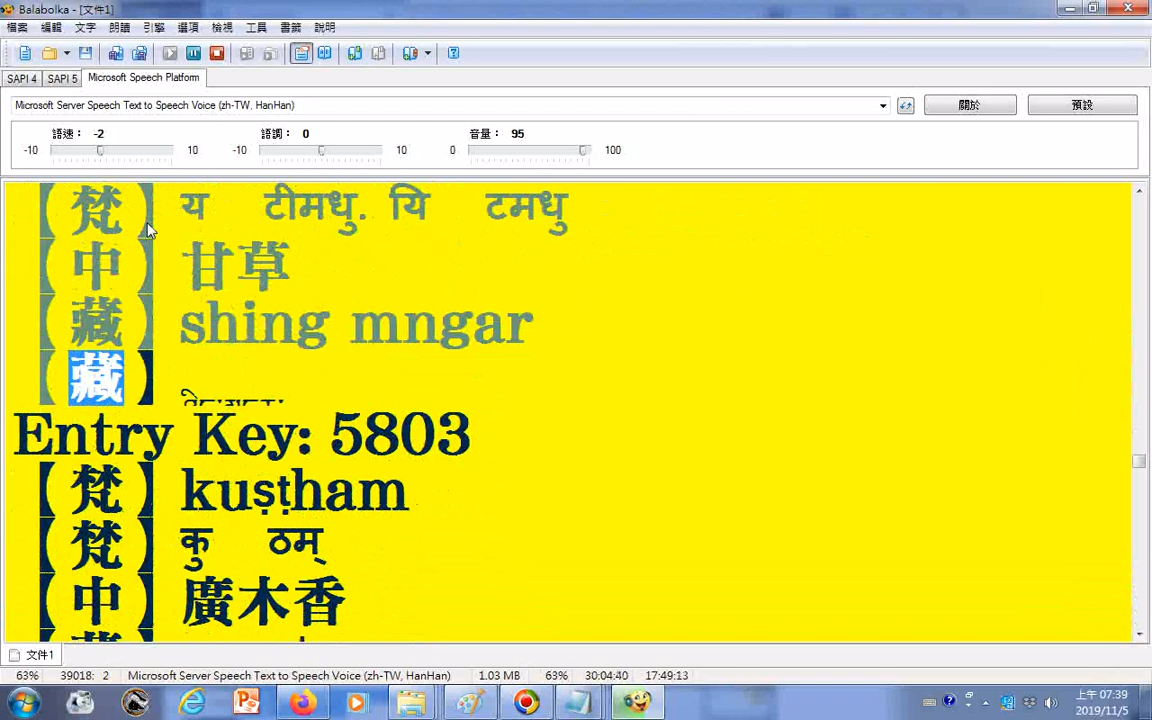 Balabolka - [文件1]
檔案 編輯 文字 朗讀 引擎 選項 檢視 工具 書籤 說明
SAPI 4 SAPI 5 Microsoft Speech Platform
Microsoft Server Speech Text to Speech Voice (zh-TW, HanHan) 關於 預設
語速： -2 語調： 0 音量： 95
-10 10 -10 10 0 100
【梵】 य टीमधु. यि टमधु
【中】 甘草
【藏】 shing mngar
【藏】
Entry Key: 5803
【梵】 kuṣṭham
【梵】 कु ठम्
【中】 廣木香
文件1
63% 39018: 2 Microsoft Server Speech Text to Speech Voice (zh-TW, HanHan) 1.03 MB 63% 30:04:40 17:49:13
上午 07:39
2019/11/5